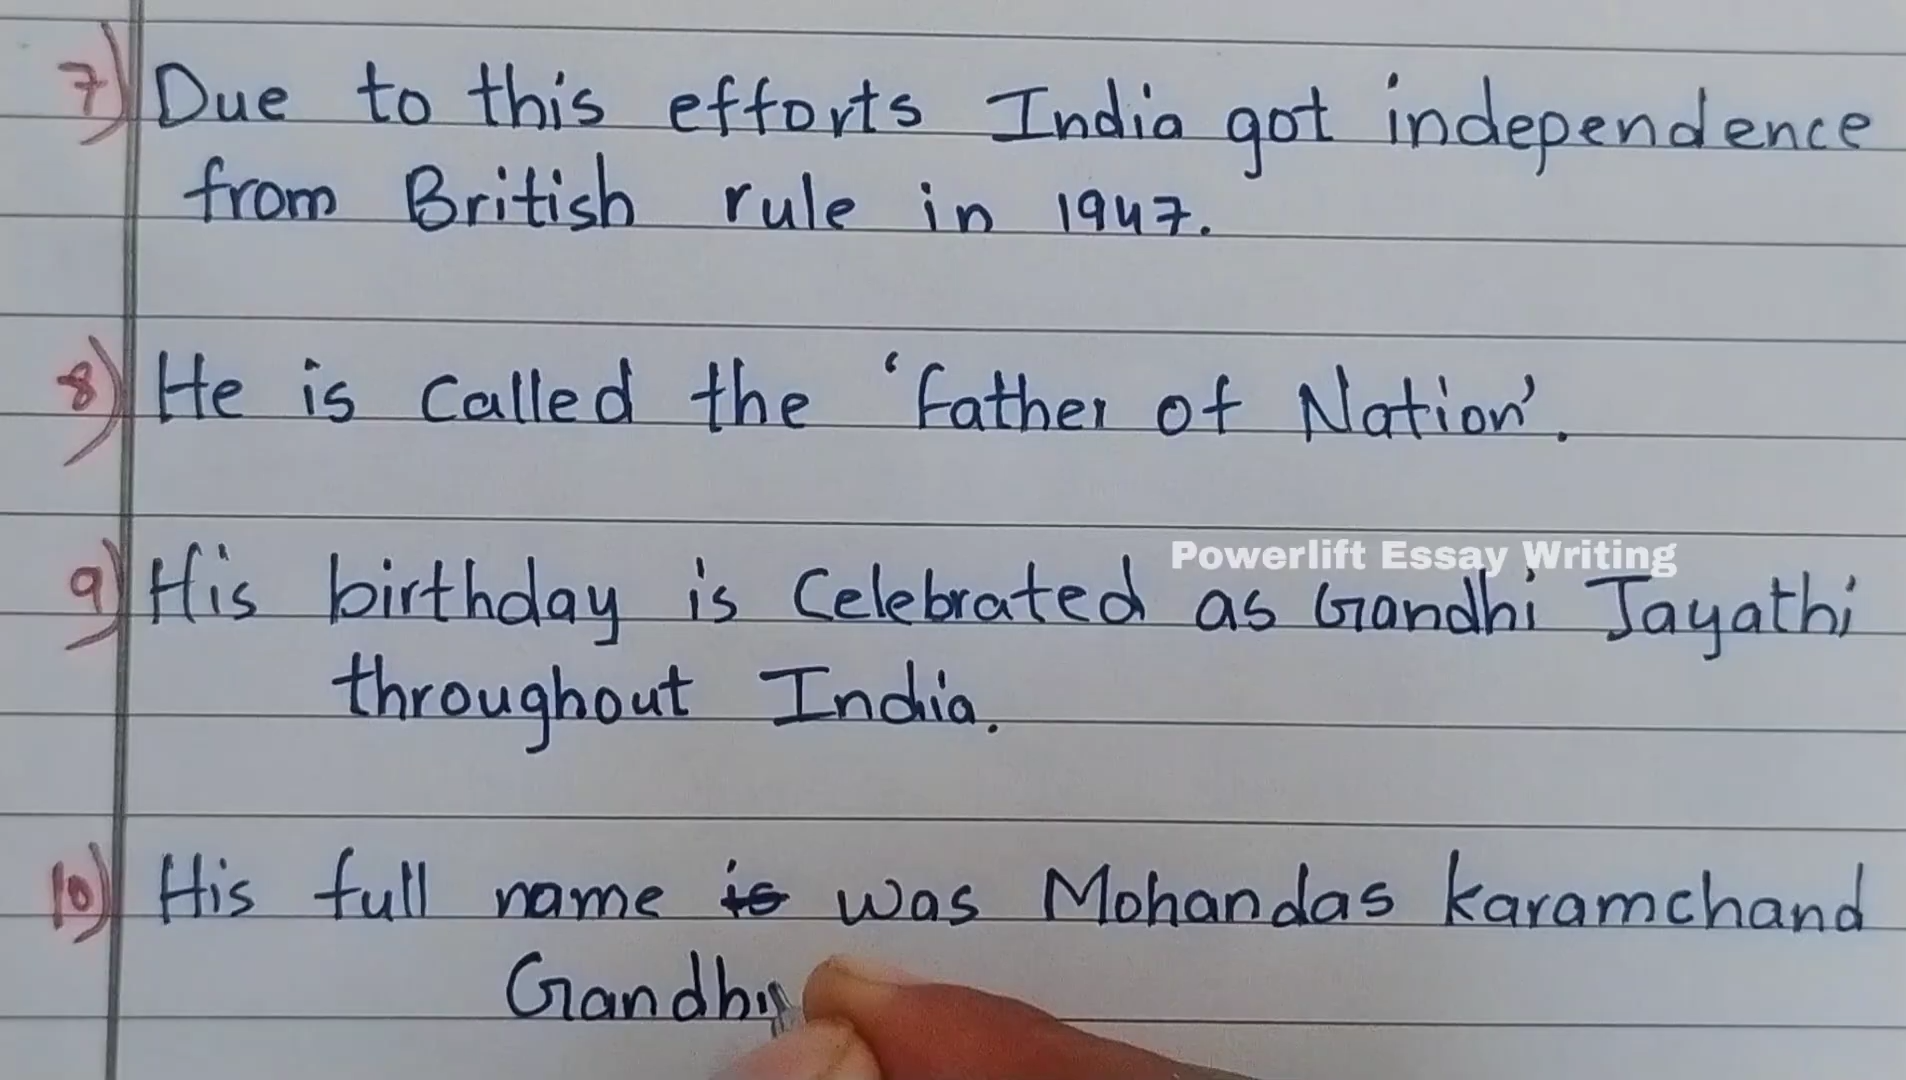 7) Due to this efforts India got independence
from British rule in 1947.
8) He is called the 'father of Nation'.
Powerlift Essay Writing
9) His birthday is Celebrated as Gandhi Jayathi
throughout India.
10) His full name is was Mohandas karamchand
Gandhi